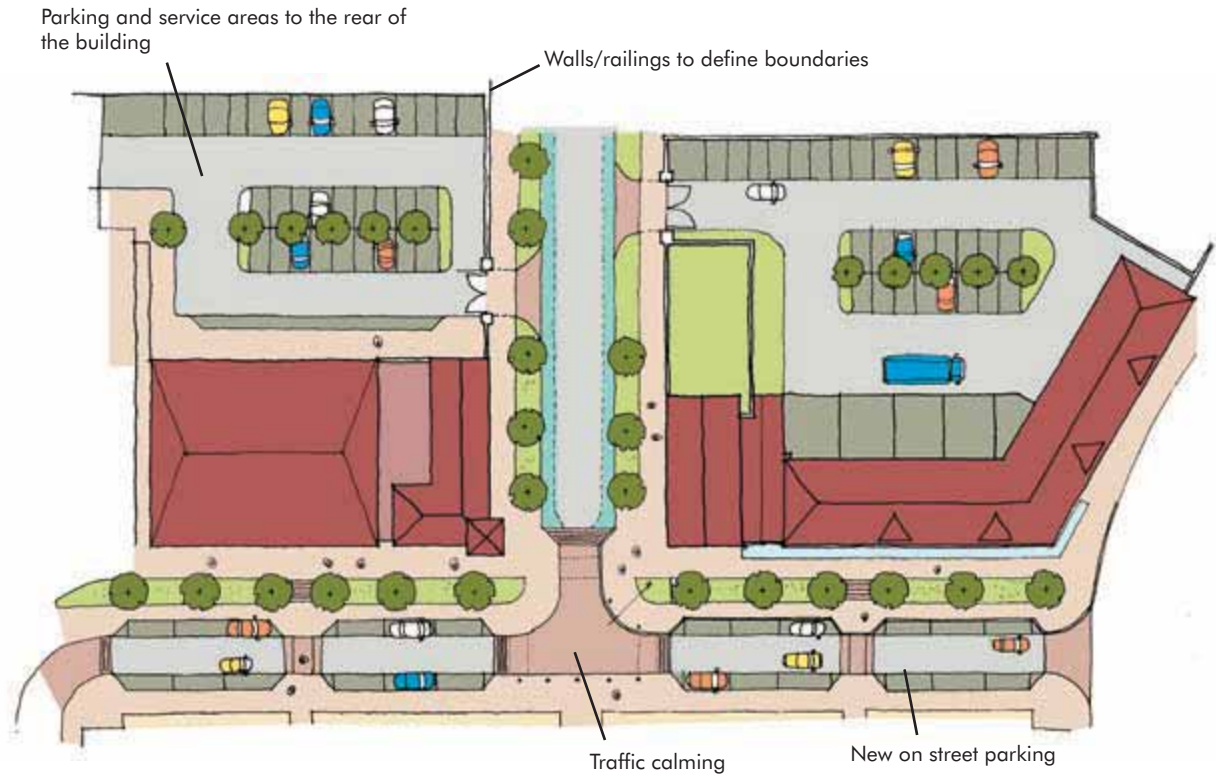 Parking and service areas to the rear of
the building
Walls/railings to define boundaries
Traffic calming
New on street parking